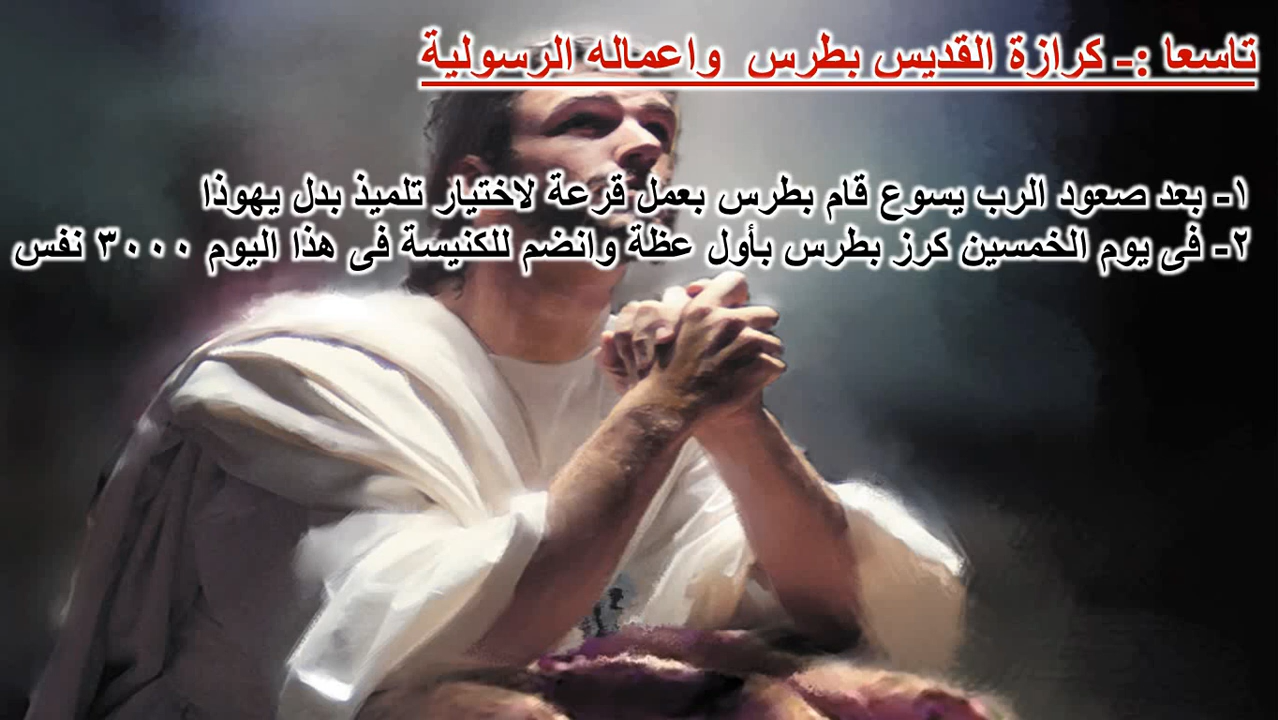 تاسعا :- كرازة القديس بطرس واعماله الرسولية
١- بعد صعود الرب يسوع قام بطرس بعمل قرعة لاختيار تلميذ بدل يهوذا
٢- فى يوم الخمسين كرز بطرس بأول عظة وانضم للكنيسة فى هذا اليوم ٣٠٠٠ نفس